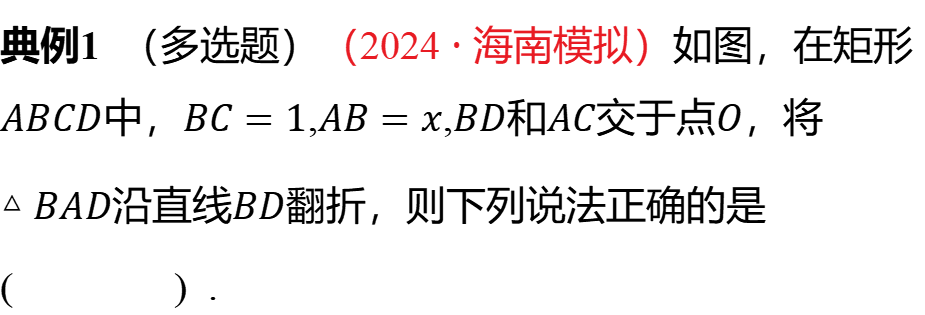 典例1 （多选题）（2024 · 海南模拟）如图，在矩形
ABCD中，BC = 1,AB = x,BD和AC交于点O，将
△ BAD沿直线BD翻折，则下列说法正确的是
( ) .